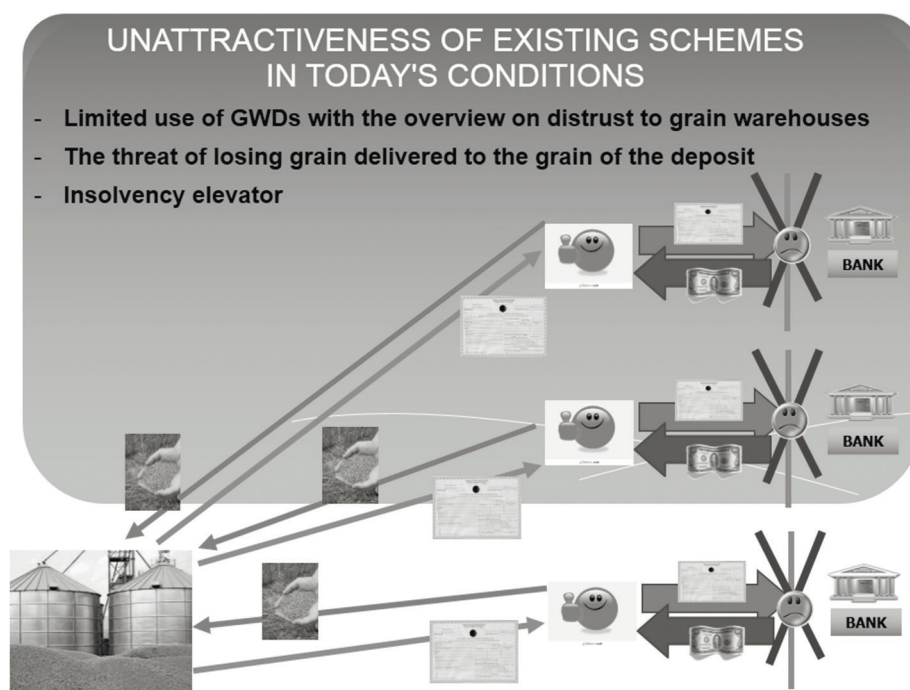 UNATTRACTIVENESS OF EXISTING SCHEMES
IN TODAY'S CONDITIONS
- Limited use of GWDs with the overview on distrust to grain warehouses
- The threat of losing grain delivered to the grain of the deposit
- Insolvency elevator
BANK
BANK
BANK